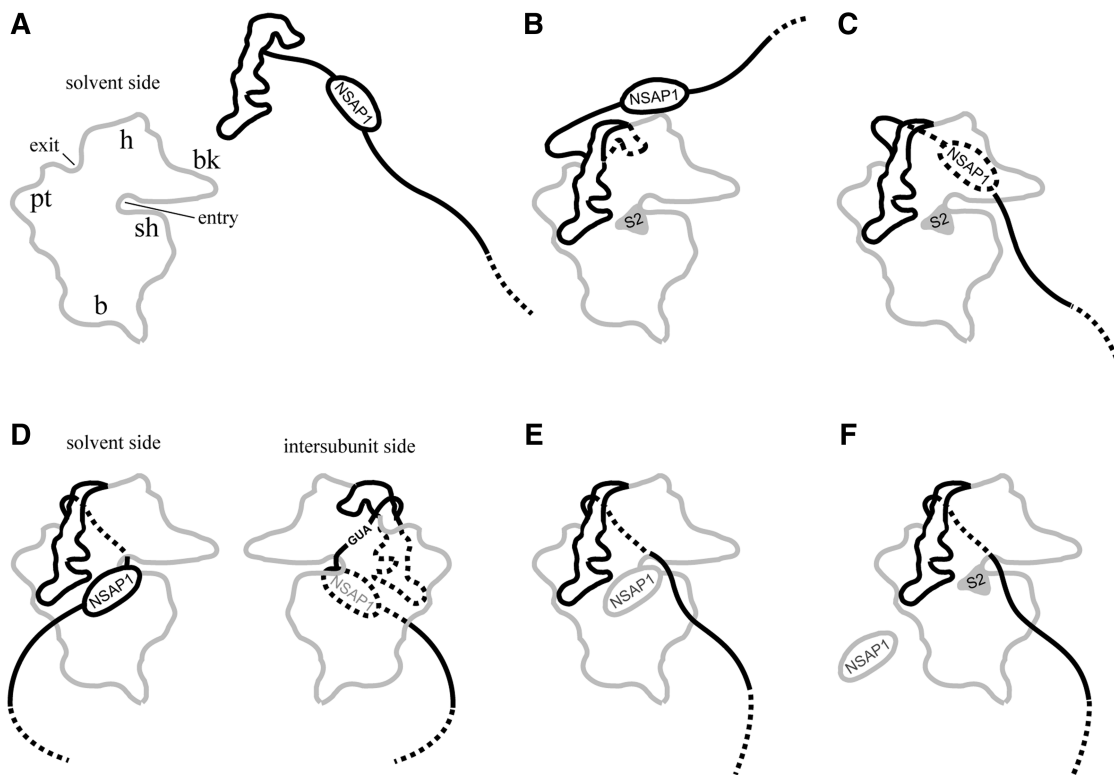 A
B
C
solvent side
exit
h
bk
pt
entry
sh
b
NSAP1
NSAP1
S2
NSAP1
S2
D
solvent side
intersubunit side
E
F
NSAP1
GUA
NSAP1
NSAP1
S2
NSAP1